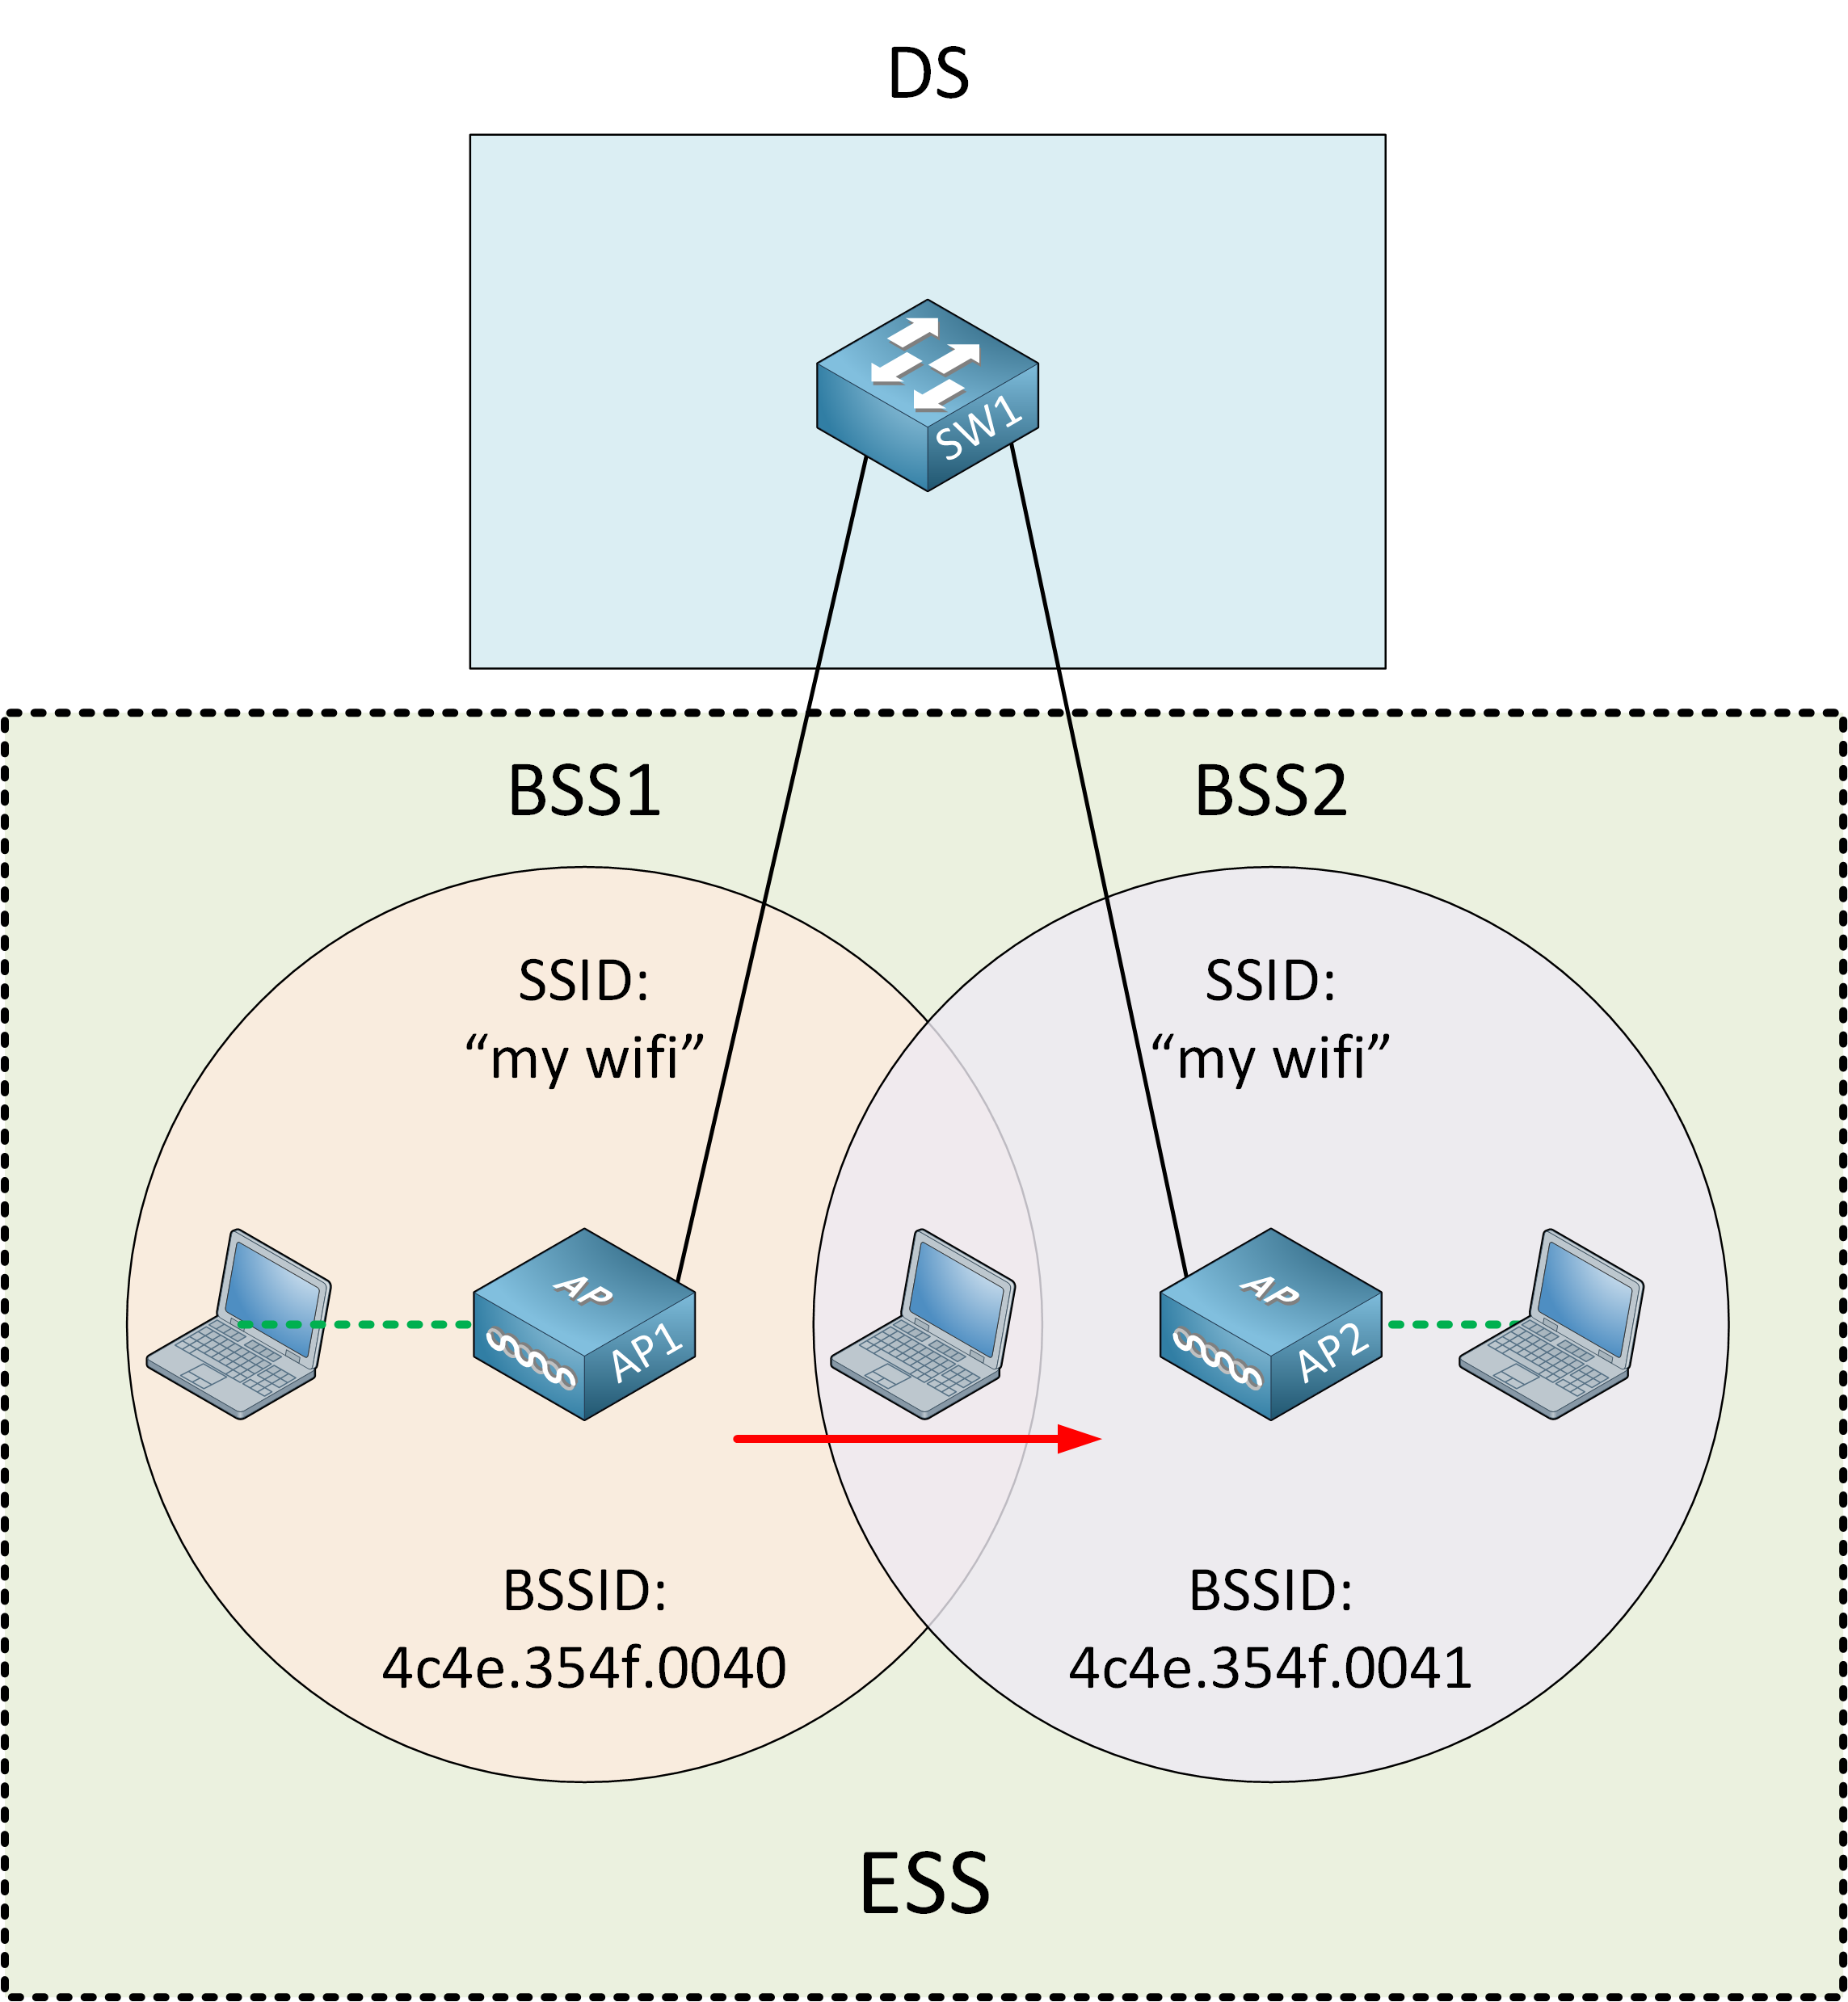 DS
SW1
BSS1
BSS2
SSID:
“my wifi”
SSID:
“my wifi”
AP
AP1
AP
AP2
BSSID:
4c4e.354f.0040
BSSID:
4c4e.354f.0041
ESS